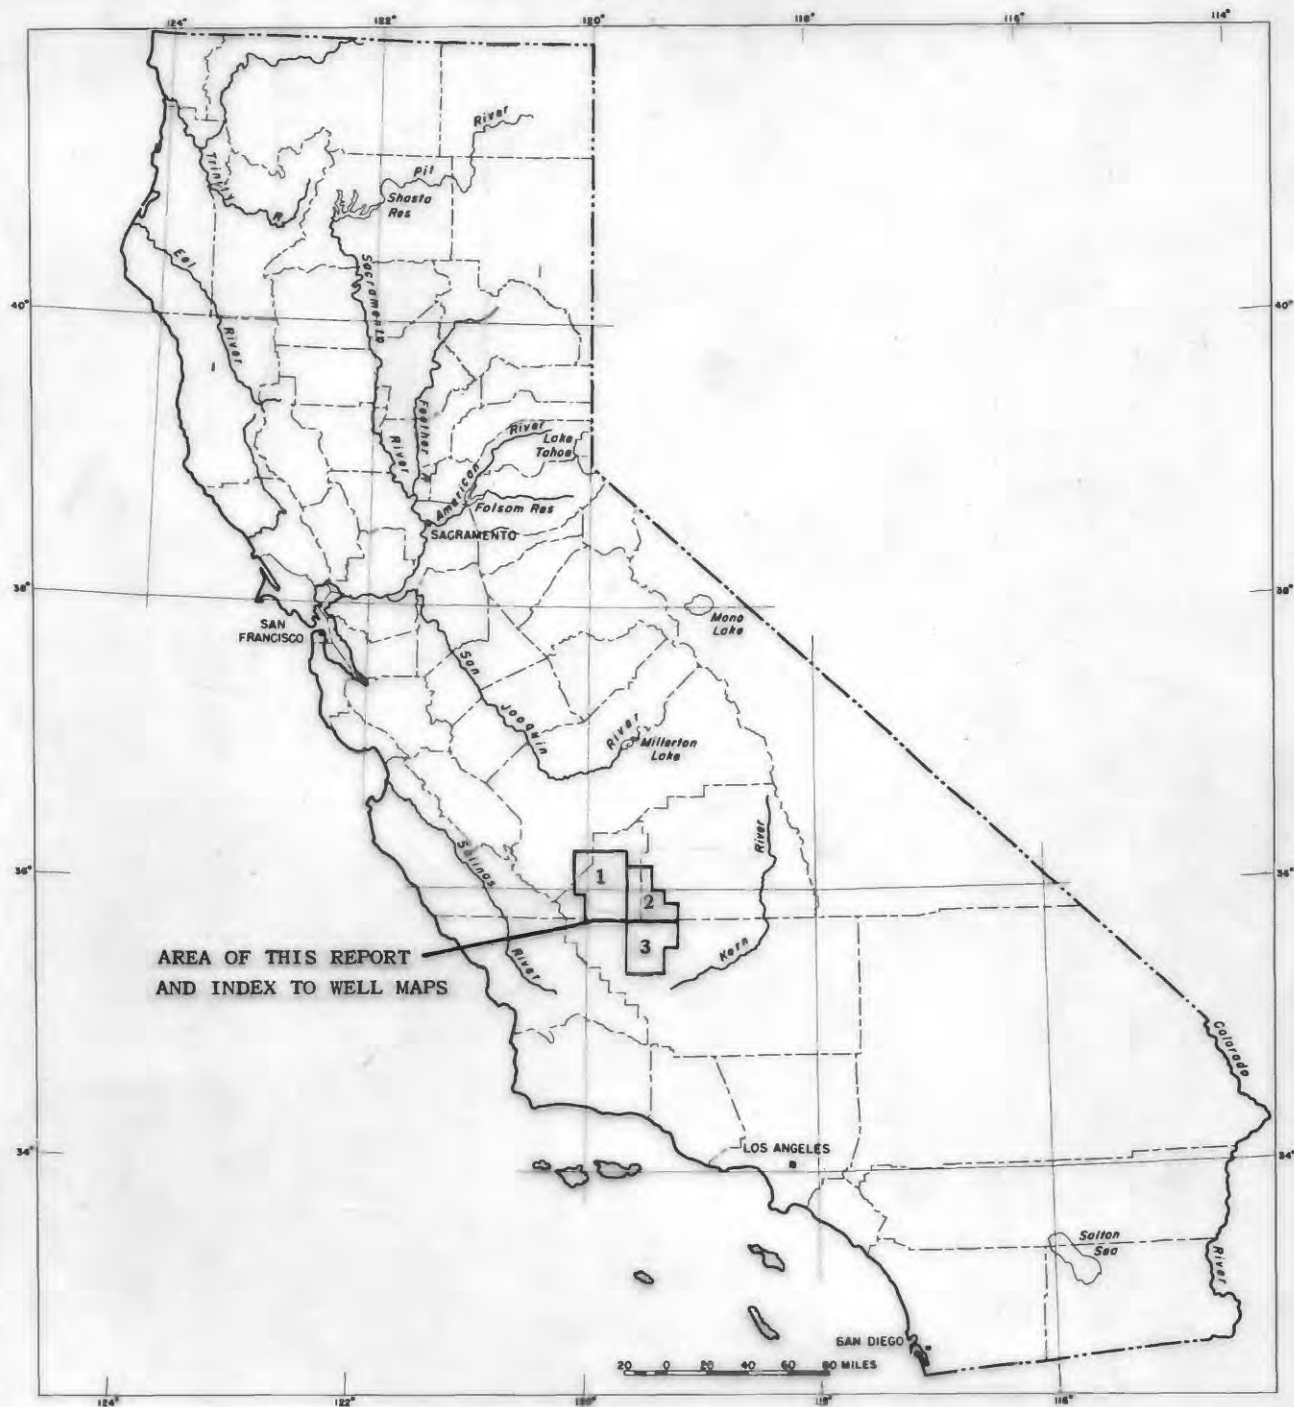 124° 122° 120° 118° 116° 114°
River
Pit
Trinity
R.
Shasta
Res
Eel
River
Sacramento
River
40° 40°
Feather R
American
River
Lake
Tahoe
Folsom Res
SACRAMENTO
38° 38°
SAN
FRANCISCO
Mono
Lake
San
Joaquin
River
Millerton
Lake
Salinas
River
36° 36°
1
2
3
River
Kern
AREA OF THIS REPORT
AND INDEX TO WELL MAPS
Colorado
River
34° 34°
LOS ANGELES
Salton
Sea
SAN DIEGO
20 0 20 40 60 80 MILES
124° 122° 120° 118° 116°